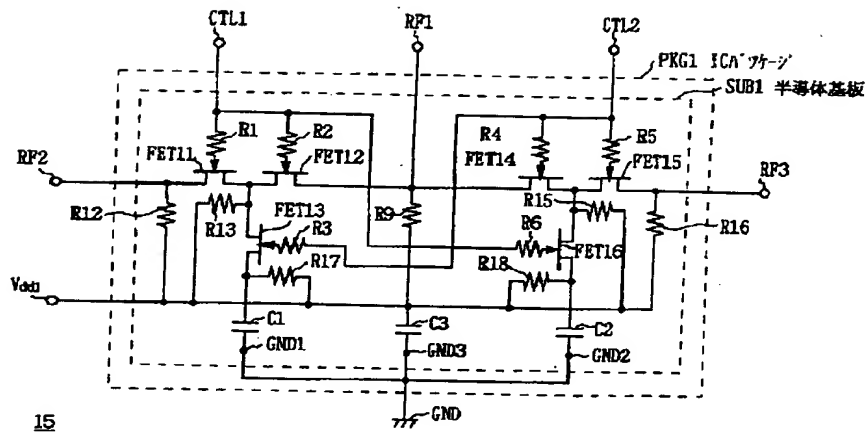 CTL1
RF1
CTL2
PKG1 ICパッケージ
SUB1 半導体基板
R1
R2
R4
R5
RF2
FET11
FET12
FET14
FET15
RF3
R12
R13
FET13
R3
R9
R15
R6
FET16
R16
R17
R18
Vdd1
C1
C3
C2
GND1
GND3
GND2
GND
15